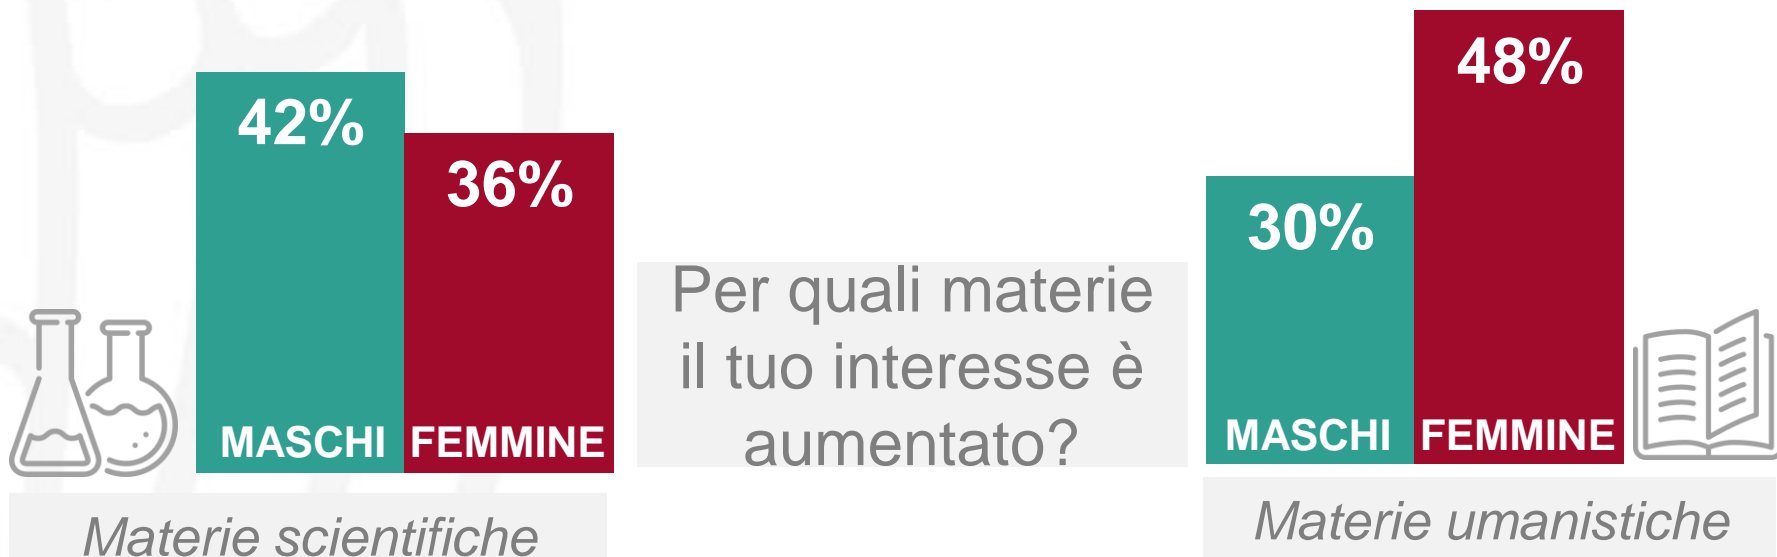 42%
36%
MASCHI FEMMINE
Materie scientifiche
Per quali materie
il tuo interesse è
aumentato?
30%
48%
MASCHI FEMMINE
Materie umanistiche